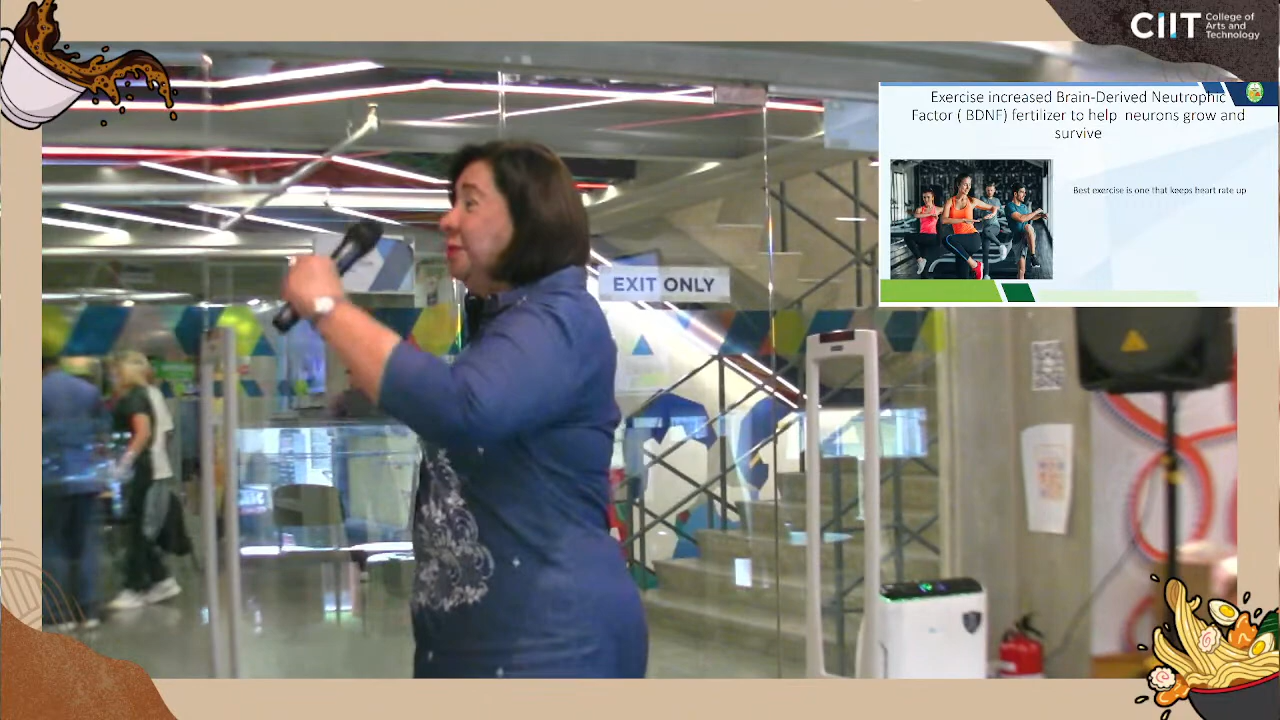 CIIT
College of
Arts and
Technology
Exercise increased Brain-Derived Neutrophic
Factor ( BDNF) fertilizer to help neurons grow and
survive
Best exercise is one that keeps heart rate up
EXIT ONLY